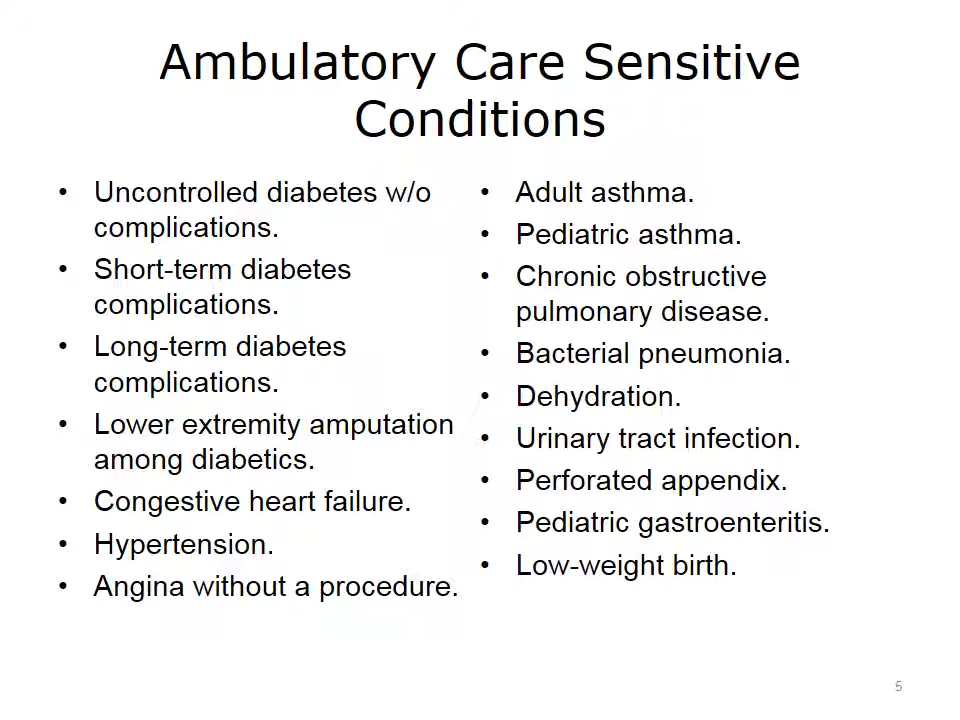 Ambulatory Care Sensitive
Conditions
• Uncontrolled diabetes w/o
complications.
• Short-term diabetes
complications.
• Long-term diabetes
complications.
• Lower extremity amputation
among diabetics.
• Congestive heart failure.
• Hypertension.
• Angina without a procedure.
• Adult asthma.
• Pediatric asthma.
• Chronic obstructive
pulmonary disease.
• Bacterial pneumonia.
• Dehydration.
• Urinary tract infection.
• Perforated appendix.
• Pediatric gastroenteritis.
• Low-weight birth.
5